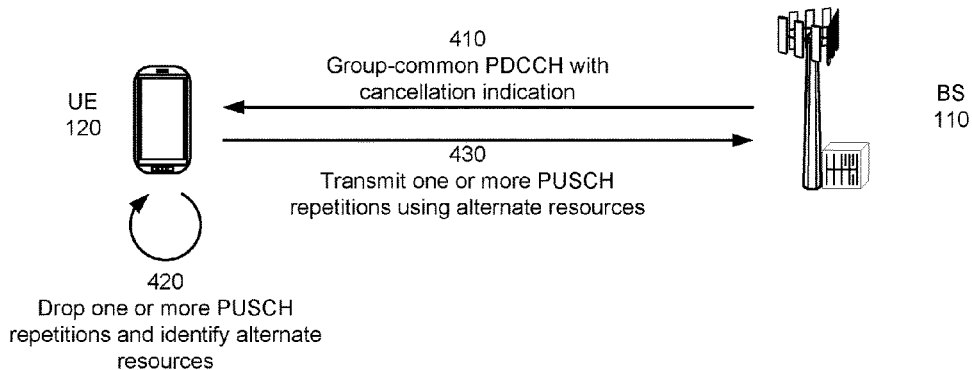 410
Group-common PDCCH with
cancellation indication
UE
120
BS
110
430
Transmit one or more PUSCH
repetitions using alternate resources
420
Drop one or more PUSCH
repetitions and identify alternate
resources